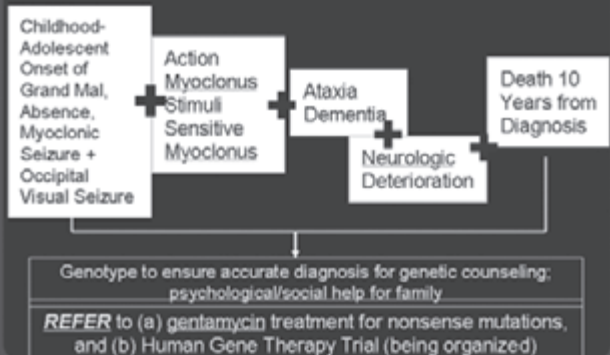 Childhood-
Adolescent
Onset of
Grand Mal,
Absence,
Myoclonic
Seizure +
Occipital
Visual Seizure
Action
Myoclonus
Stimuli
Sensitive
Myoclonus
Ataxia
Dementia
Neurologic
Deterioration
Death 10
Years from
Diagnosis
Genotype to ensure accurate diagnosis for genetic counseling;
psychological/social help for family
REFER to (a) gentamycin treatment for nonsense mutations,
and (b) Human Gene Therapy Trial (being organized)